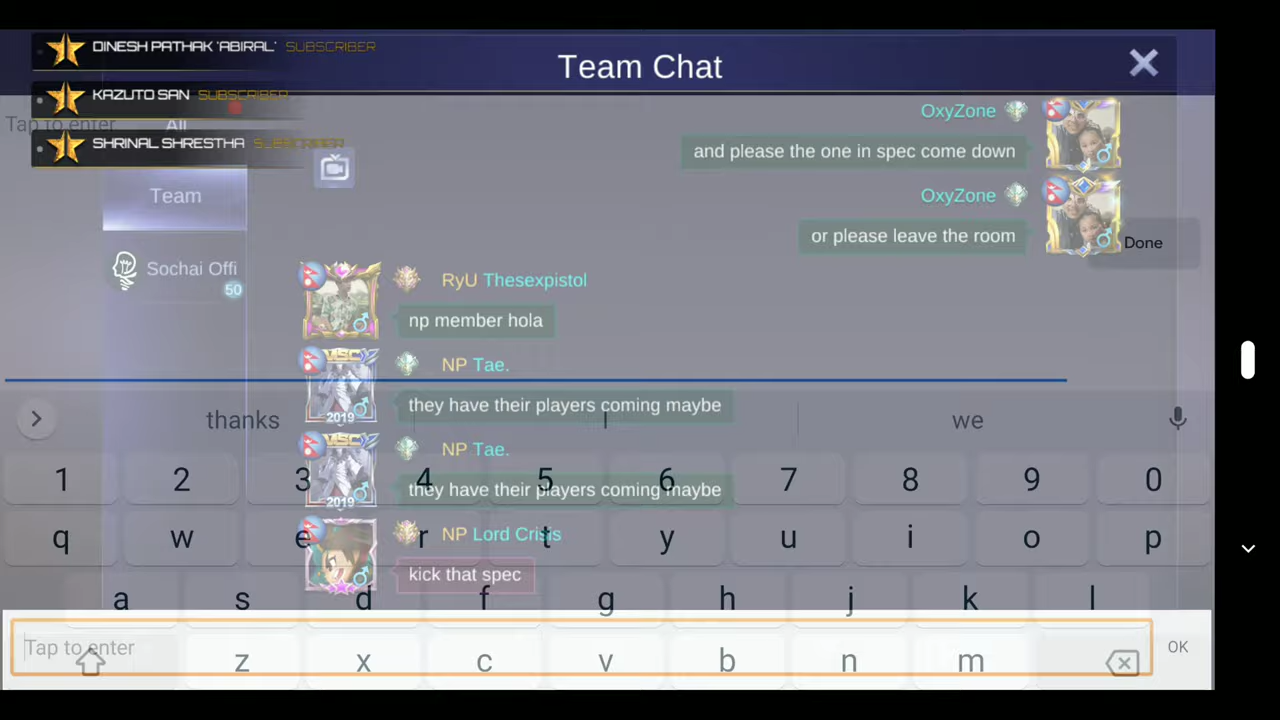 DINESH PATHAK 'ABIRAL' SUBSCRIBER
KAZUTO SAN SUBSCRIBER
SHRINAL SHRESTHA SUBSCRIBER
Team Chat
Tap to enter
All
Team
Sochai Offi
50
OxyZone
and please the one in spec come down
OxyZone
or please leave the room
Done
RyU Thesexpistol
np member hola
NP Tae.
they have their players coming maybe
2019
NP Tae.
they have their players coming maybe
2019
NP Lord Crisis
kick that spec
thanks I we
1 2 3 4 5 6 7 8 9 0
q w e r t y u i o p
a s d f g h j k l
Tap to enter
OK
z x c v b n m